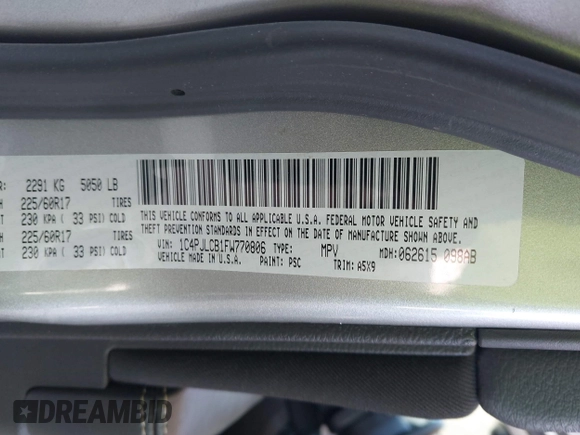 R: 2291 KG 5050 LB
H 225/60R17 TIRES
T 230 KPA ( 33 PSI) COLD
225/60R17 TIRES
230 KPA ( 33 PSI) COLD
THIS VEHICLE CONFORMS TO ALL APPLICABLE U.S.A. FEDERAL MOTOR VEHICLE SAFETY AND
THEFT PREVENTION STANDARDS IN EFFECT ON THE DATE OF MANUFACTURE SHOWN ABOVE.
VIN: 1C4PJLCB1FW770806 TYPE: MPV MDH:062615 098AB
VEHICLE MADE IN U.S.A. PAINT: PSC TRIM: A5X9
DREAMBID